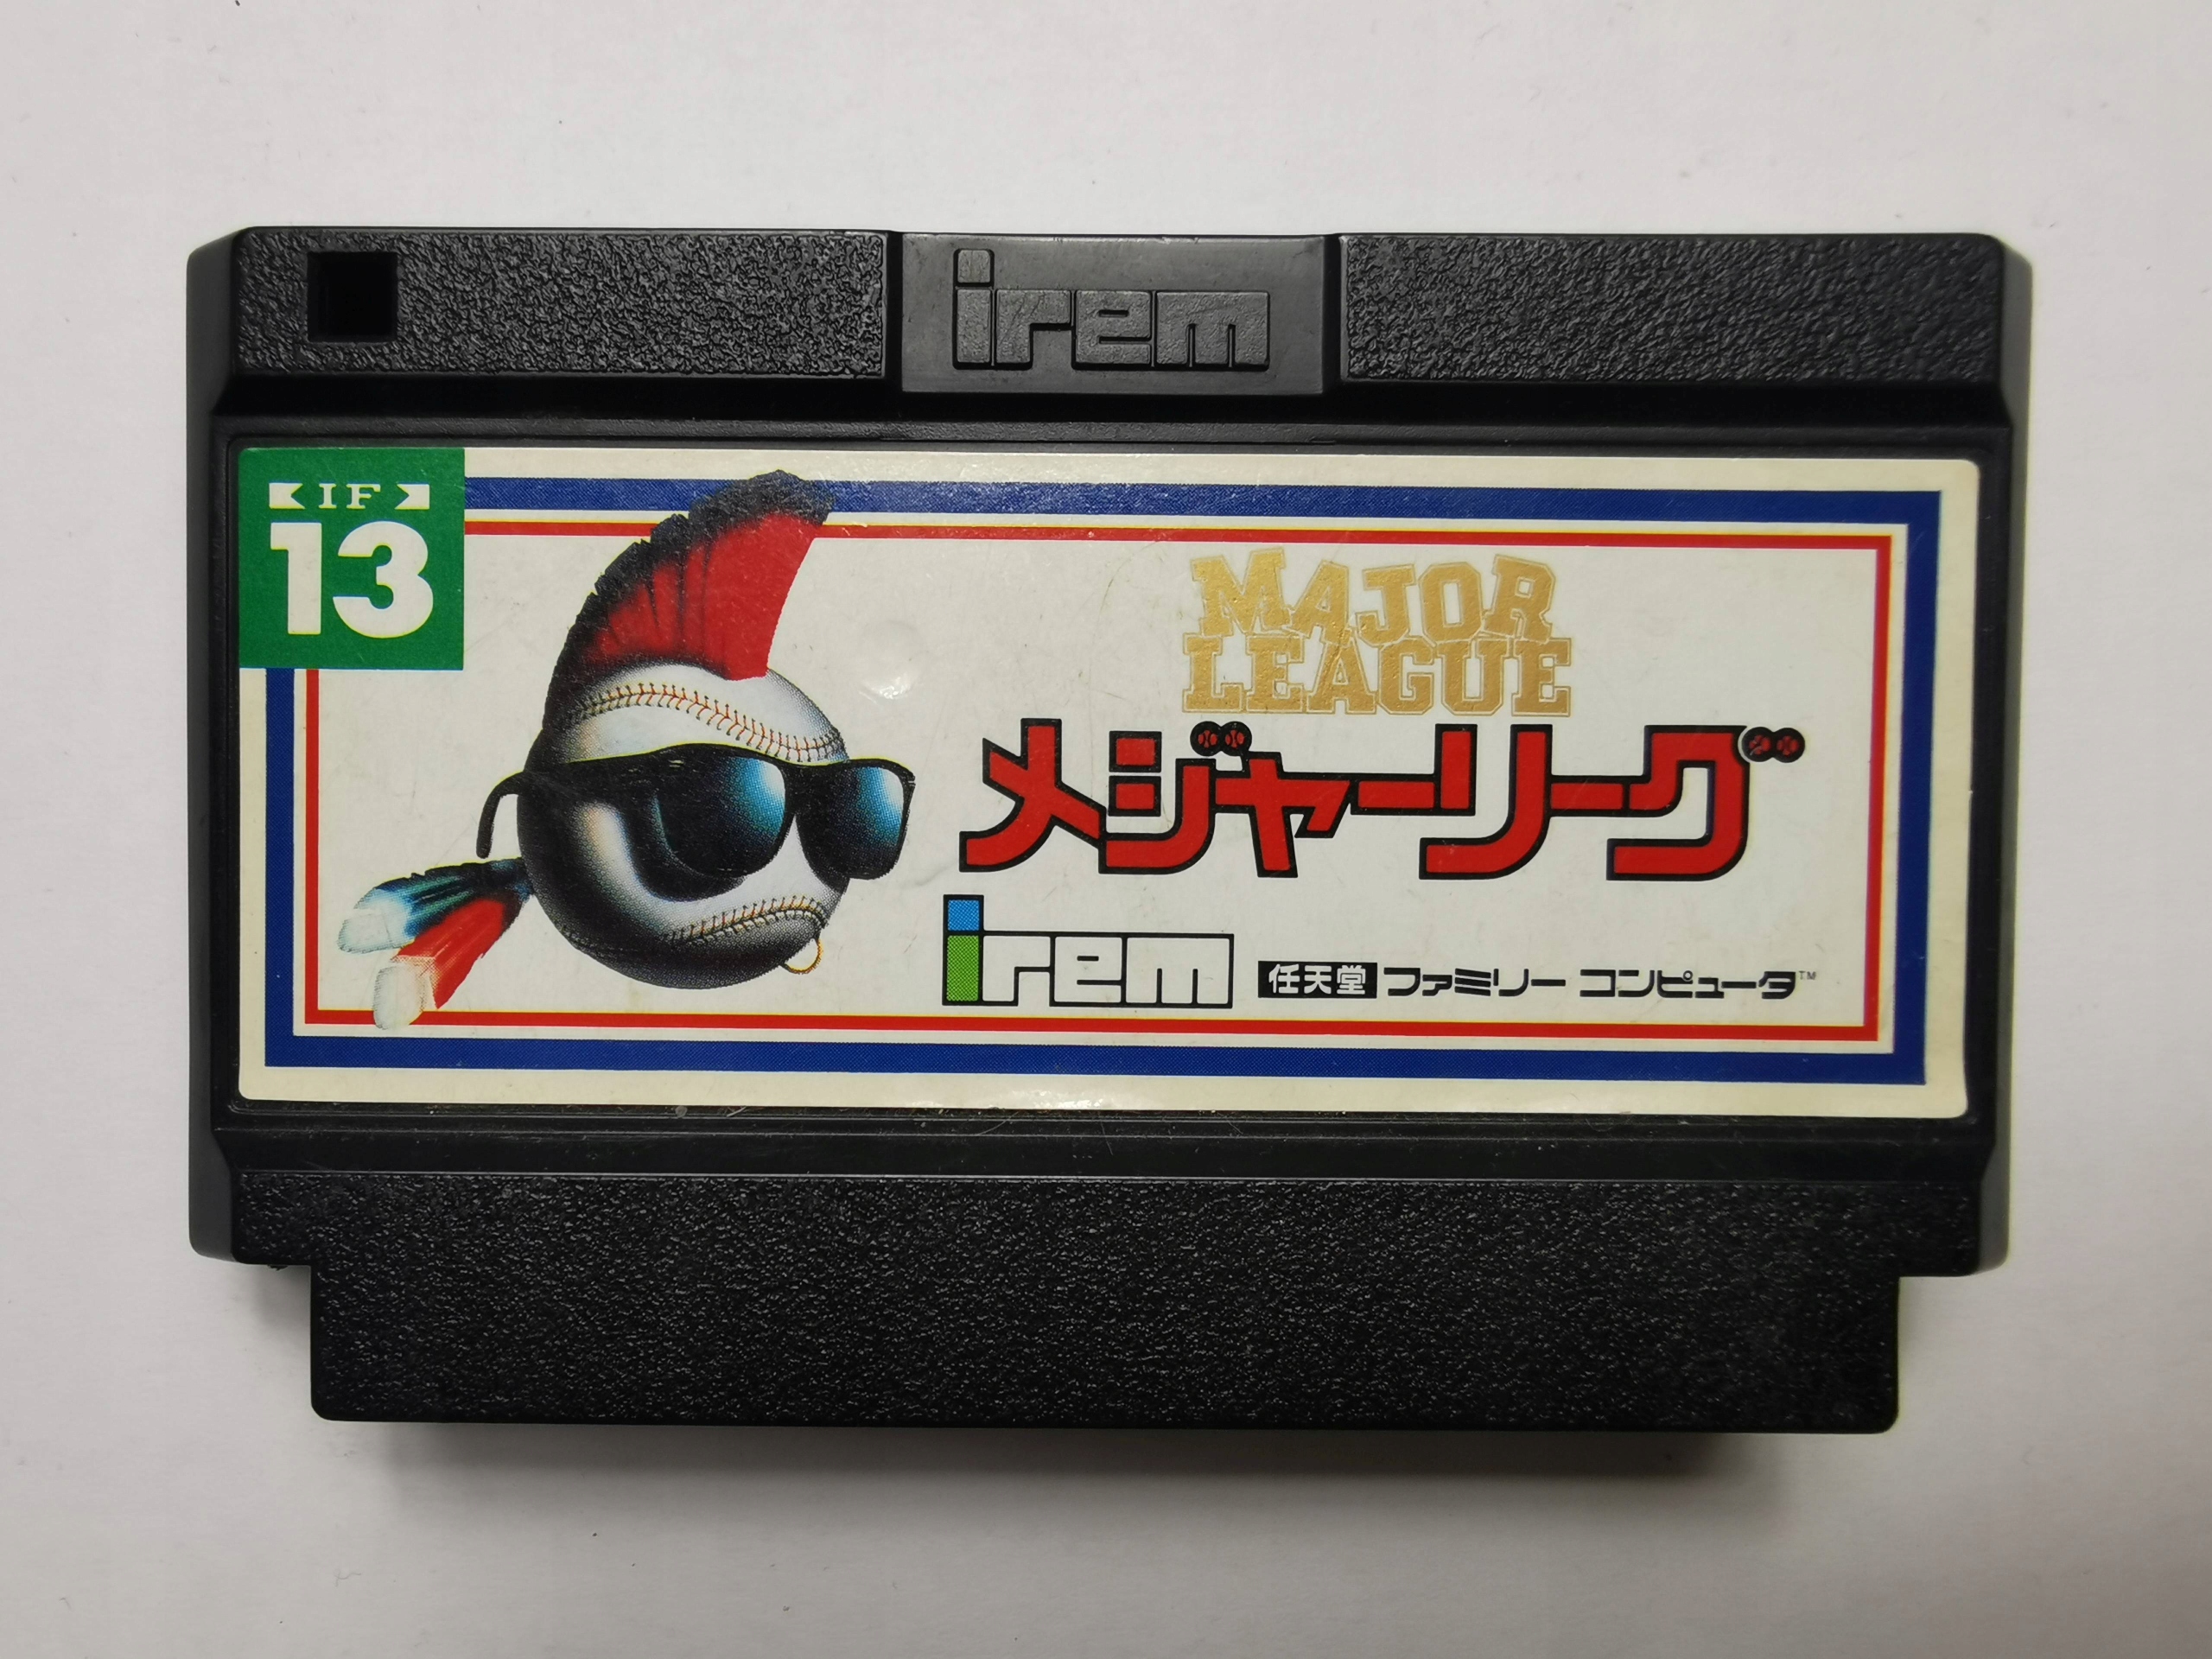 irem
IF
13
MAJOR
LEAGUE
メジャーリーグ
irem 任天堂 ファミリー コンピュータ™